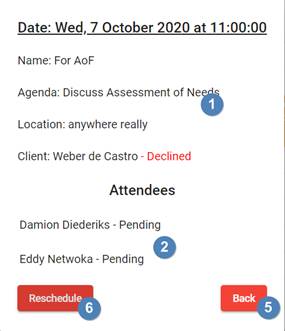 Date: Wed, 7 October 2020 at 11:00:00
Name: For AoF
Agenda: Discuss Assessment of Needs
1
Location: anywhere really
Client: Weber de Castro - Declined
Attendees
Damion Diederiks - Pending
2
Eddy Netwoka - Pending
Reschedule
6
Back
5